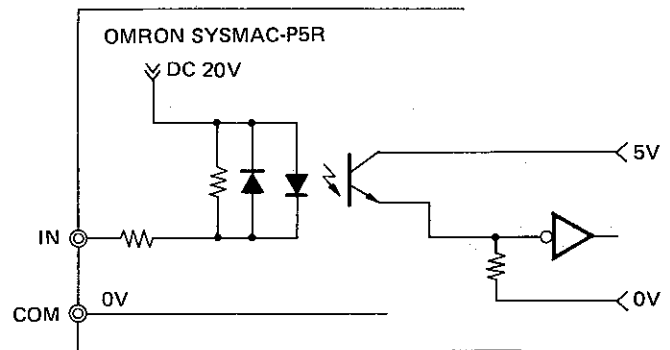 OMRON SYSMAC-P5R
DC 20V
5V
IN
0V
COM 0V